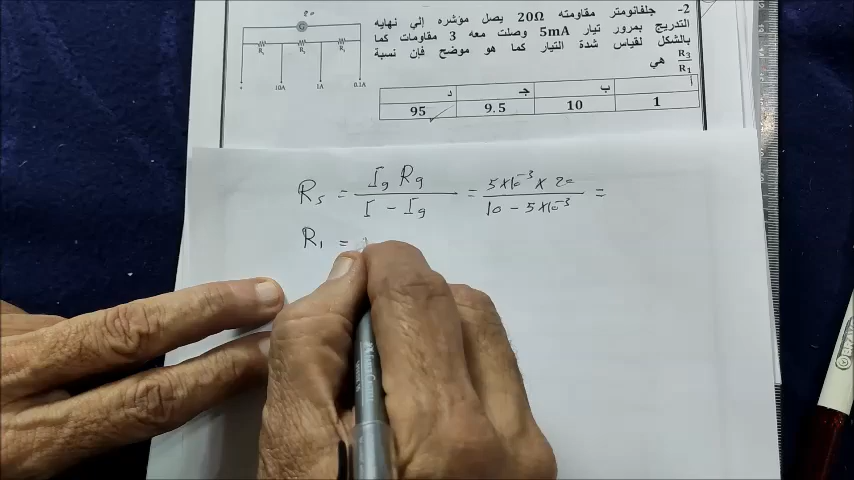 2- جلفانومتر مقاومته 20Ω يصل مؤشره إلي نهايه
التدريج بمرور تيار 5mA وصلت معه 3 مقاومات كما
بالشكل لقياس شدة التيار كما هو موضح فإن نسبة
R3/R1 هي
أ ب جـ د
1 10 9.5 95
G
R1 R2 R3
10A 1A 0.1A
Rs = Ig Rg / I - Ig = 5×10^-3 × 20 / 10 - 5×10^-3 =
R1 =